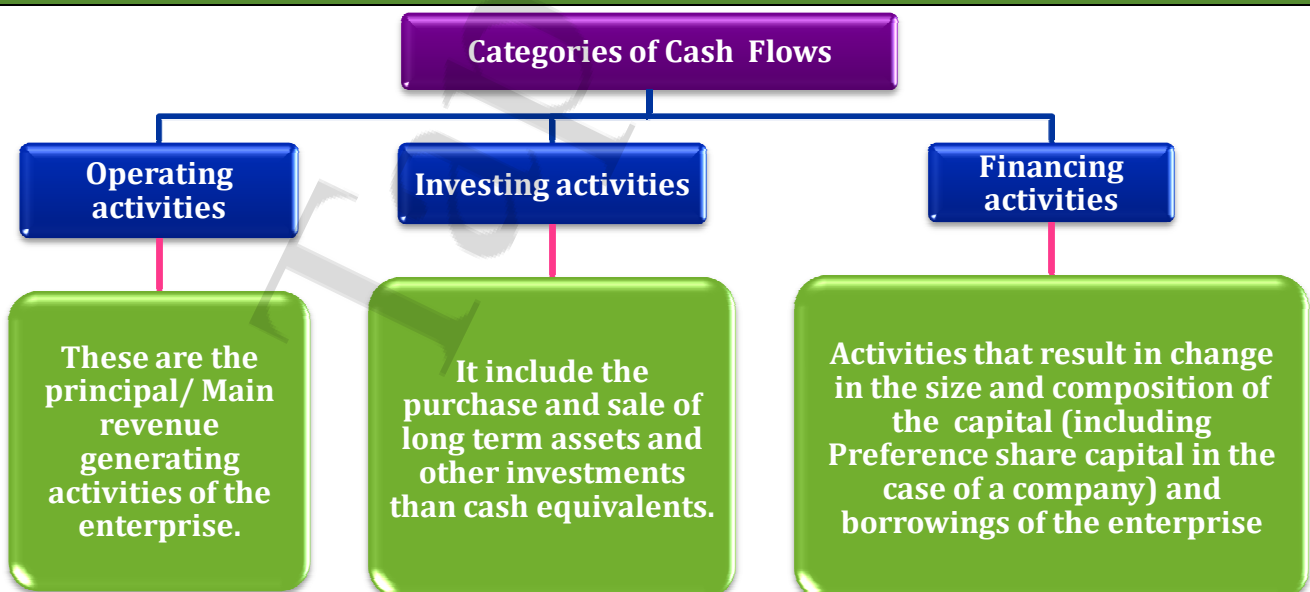 Categories of Cash Flows
Operating
activities
Investing activities
Financing
activities
These are the
principal/ Main
revenue
generating
activities of the
enterprise.
It include the
purchase and sale of
long term assets and
other investments
than cash equivalents.
Activities that result in change
in the size and composition of
the capital (including
Preference share capital in the
case of a company) and
borrowings of the enterprise